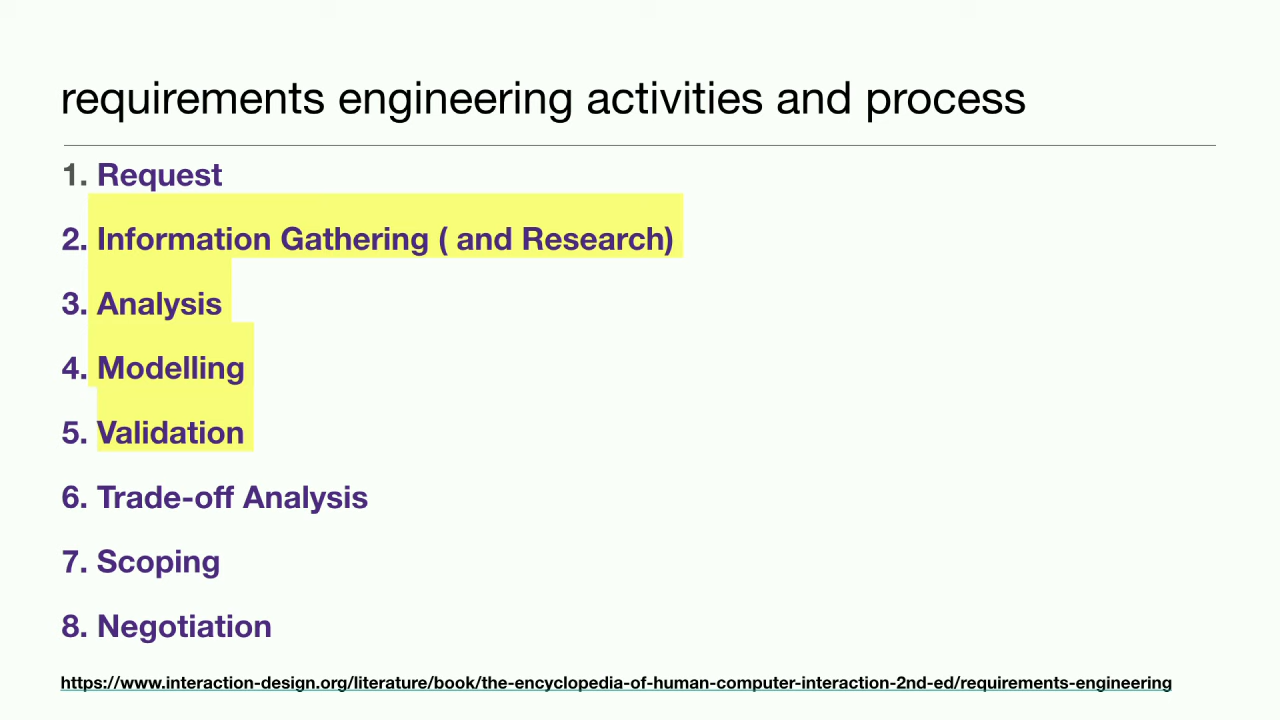 requirements engineering activities and process
1. Request
2. Information Gathering ( and Research)
3. Analysis
4. Modelling
5. Validation
6. Trade-off Analysis
7. Scoping
8. Negotiation
https://www.interaction-design.org/literature/book/the-encyclopedia-of-human-computer-interaction-2nd-ed/requirements-engineering